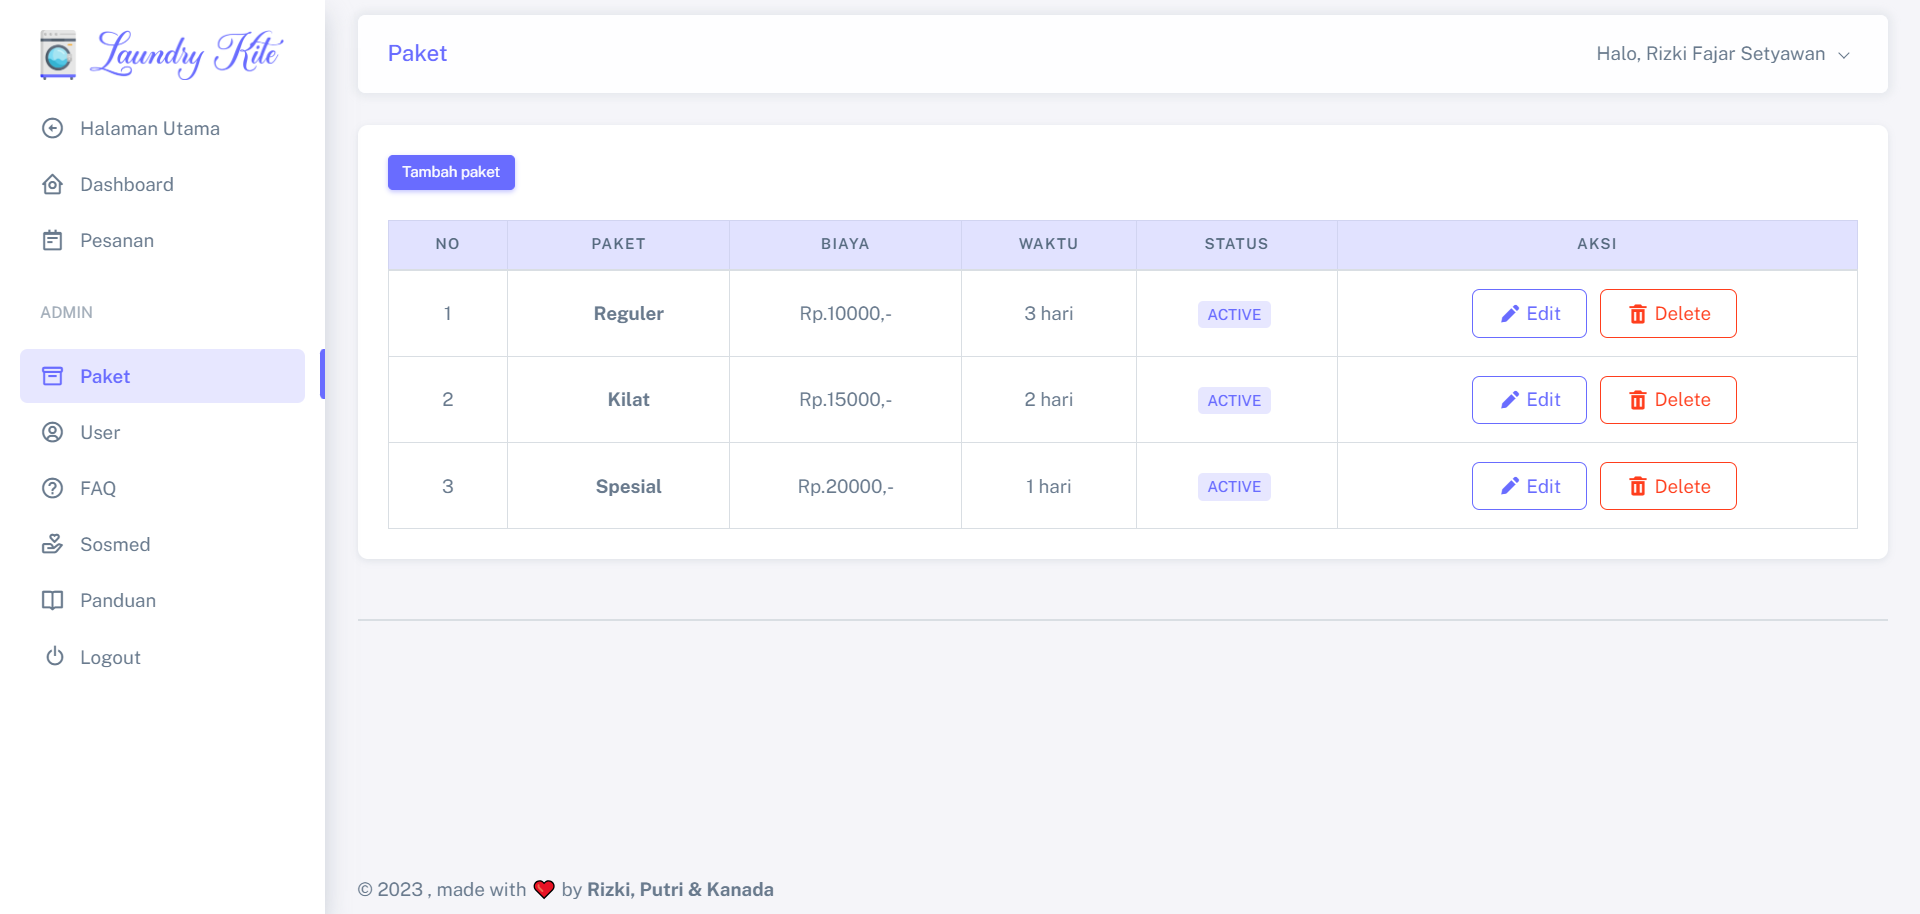 Laundry Kite
Halaman Utama
Dashboard
Pesanan
ADMIN
Paket
User
FAQ
Sosmed
Panduan
Logout
Paket
Halo, Rizki Fajar Setyawan
Tambah paket
NO PAKET BIAYA WAKTU STATUS AKSI
1 Reguler Rp.10000,- 3 hari ACTIVE Edit Delete
2 Kilat Rp.15000,- 2 hari ACTIVE Edit Delete
3 Spesial Rp.20000,- 1 hari ACTIVE Edit Delete
© 2023 , made with ❤️ by Rizki, Putri & Kanada